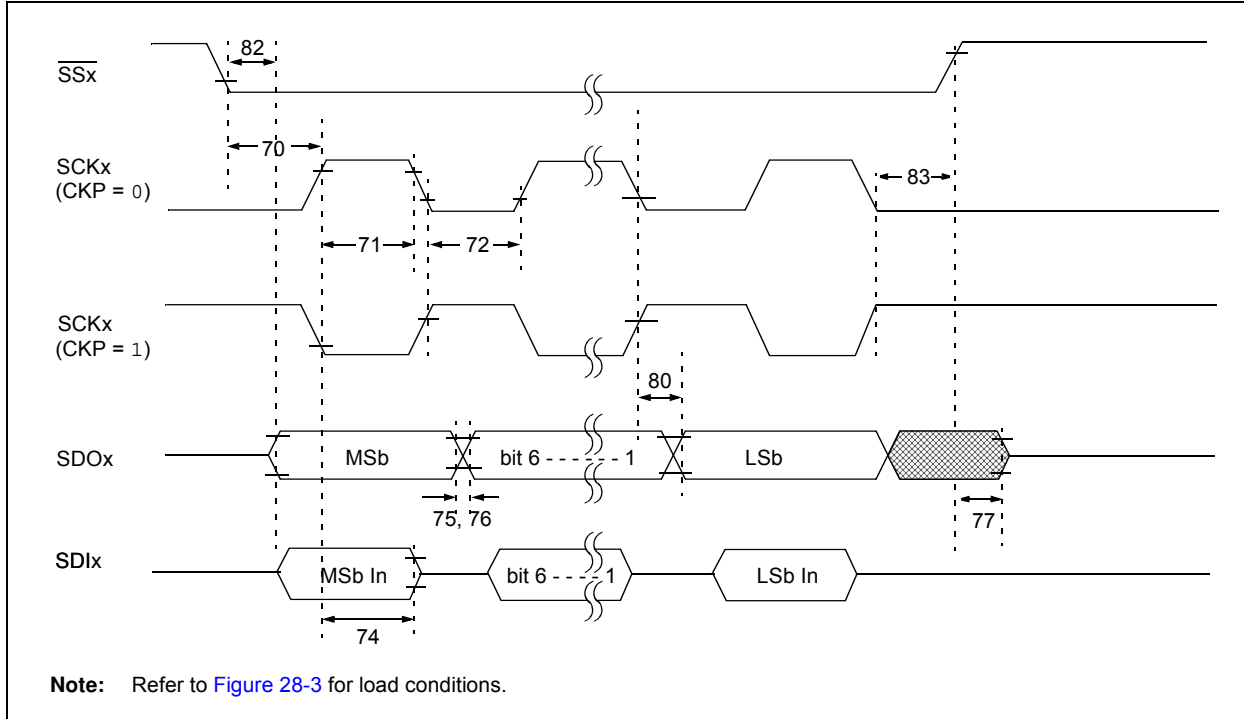 82
SSx
70
SCKx
(CKP = 0)
83
71
72
SCKx
(CKP = 1)
80
SDOx
MSb
bit 6 - - - - - - 1
LSb
75, 76
77
SDIx
MSb In
bit 6 - - - - 1
LSb In
74
Note: Refer to Figure 28-3 for load conditions.